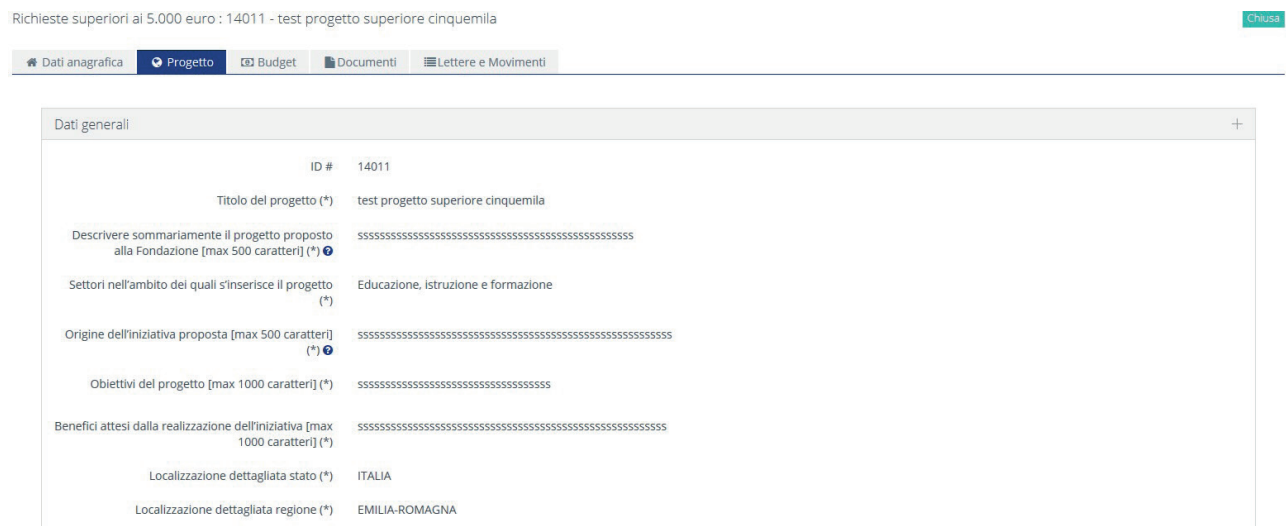 Richieste superiori ai 5.000 euro : 14011 - test progetto superiore cinquemila
Chiusa
Dati anagrafica
Progetto
Budget
Documenti
Lettere e Movimenti
Dati generali
ID # 14011
Titolo del progetto (*) test progetto superiore cinquemila
Descrivere sommariamente il progetto proposto
alla Fondazione [max 500 caratteri] (*) ssssssssssssssssssssssssssssssssssssssssssssssssss
Settori nell'ambito dei quali s'inserisce il progetto
(*) Educazione, istruzione e formazione
Origine dell'iniziativa proposta [max 500 caratteri]
(*) sssssssssssssssssssssssssssssssssssssssssssssssssssssssss
Obiettivi del progetto [max 1000 caratteri] (*) sssssssssssssssssssssssssssssssssss
Benefici attesi dalla realizzazione dell'iniziativa [max
1000 caratteri] (*) ssssssssssssssssssssssssssssssssssssssssssssssssssssssss
Localizzazione dettagliata stato (*) ITALIA
Localizzazione dettagliata regione (*) EMILIA-ROMAGNA